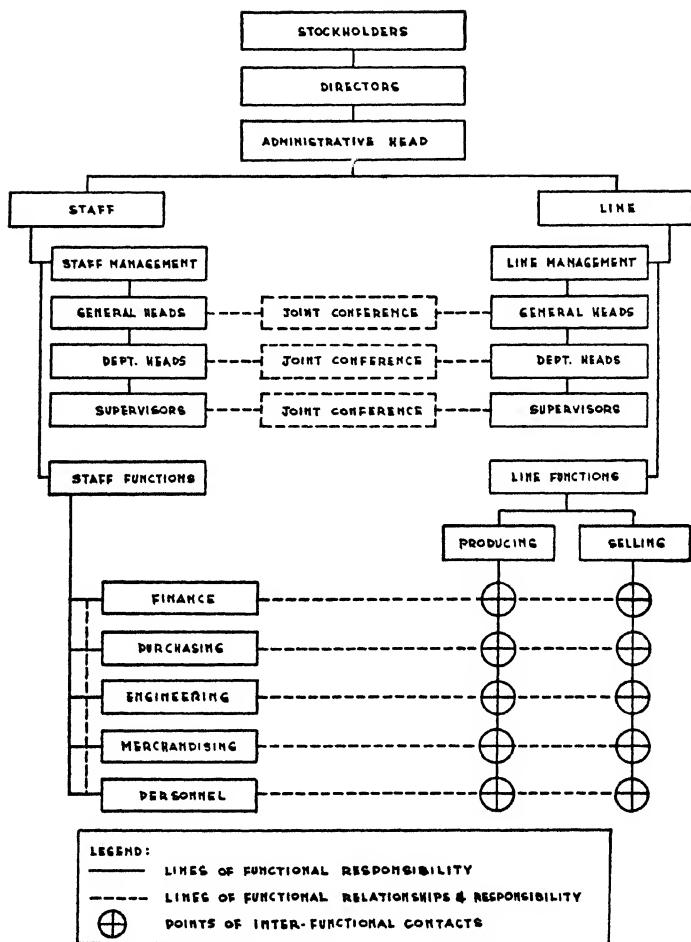 STOCKHOLDERS
DIRECTORS
ADMINISTRATIVE HEAD
STAFF
LINE
STAFF MANAGEMENT
LINE MANAGEMENT
GENERAL HEADS
JOINT CONFERENCE
GENERAL HEADS
DEPT. HEADS
JOINT CONFERENCE
DEPT. HEADS
SUPERVISORS
JOINT CONFERENCE
SUPERVISORS
STAFF FUNCTIONS
LINE FUNCTIONS
PRODUCING
SELLING
FINANCE
PURCHASING
ENGINEERING
MERCHANDISING
PERSONNEL
LEGEND:
LINES OF FUNCTIONAL RESPONSIBILITY
LINES OF FUNCTIONAL RELATIONSHIPS & RESPONSIBILITY
POINTS OF INTER-FUNCTIONAL CONTACTS